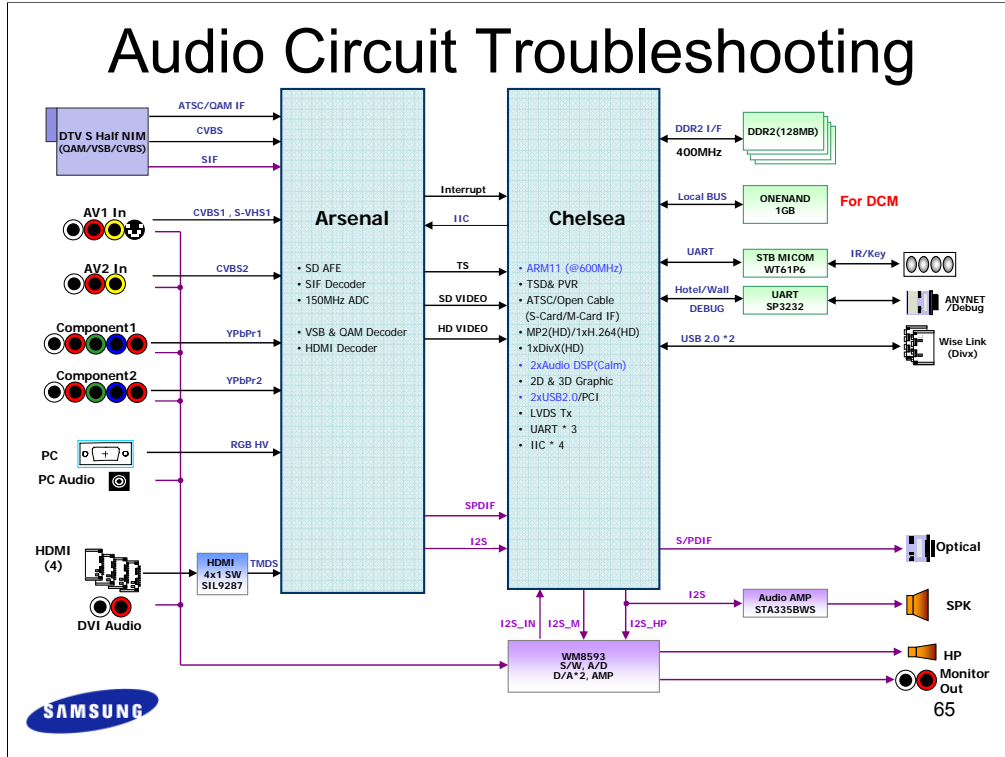 Audio Circuit Troubleshooting
DTV S Half NIM
(QAM/VSB/CVBS)
ATSC/QAM IF
CVBS
SIF
AV1 In
CVBS1 , S-VHS1
AV2 In
CVBS2
Component1
YPbPr1
Component2
YPbPr2
PC
RGB HV
PC Audio
HDMI
(4)
HDMI
4x1 SW
SIL9287
TMDS
DVI Audio
Arsenal
• SD AFE
• SIF Decoder
• 150MHz ADC
• VSB & QAM Decoder
• HDMI Decoder
Interrupt
IIC
TS
SD VIDEO
HD VIDEO
SPDIF
I2S
Chelsea
• ARM11 (@600MHz)
• TSD& PVR
• ATSC/Open Cable
(S-Card/M-Card IF)
• MP2(HD)/1xH.264(HD)
• 1xDivX(HD)
• 2xAudio DSP(Calm)
• 2D & 3D Graphic
• 2xUSB2.0/PCI
• LVDS Tx
• UART * 3
• IIC * 4
DDR2 I/F
400MHz
DDR2(128MB)
Local BUS
ONENAND
1GB
For DCM
UART
STB MICOM
WT61P6
IR/Key
Hotel/Wall
DEBUG
UART
SP3232
ANYNET
/Debug
USB 2.0 *2
Wise Link
(Divx)
S/PDIF
Optical
I2S
Audio AMP
STA335BWS
SPK
I2S_IN
I2S_M
I2S_HP
WM8593
S/W, A/D
D/A*2, AMP
HP
Monitor
Out
SAMSUNG
65